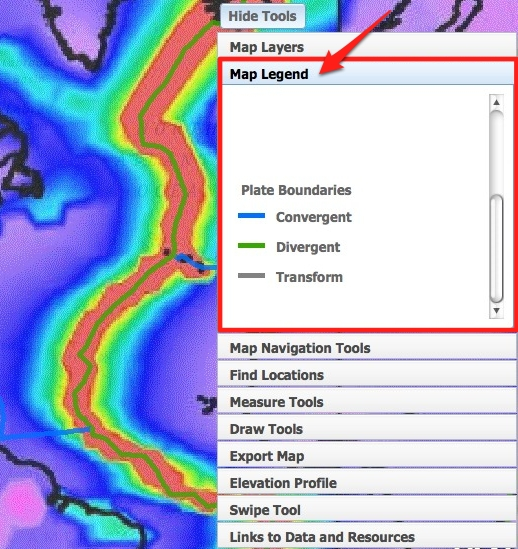 Hide Tools
Map Layers
Map Legend
Plate Boundaries
Convergent
Divergent
Transform
Map Navigation Tools
Find Locations
Measure Tools
Draw Tools
Export Map
Elevation Profile
Swipe Tool
Links to Data and Resources